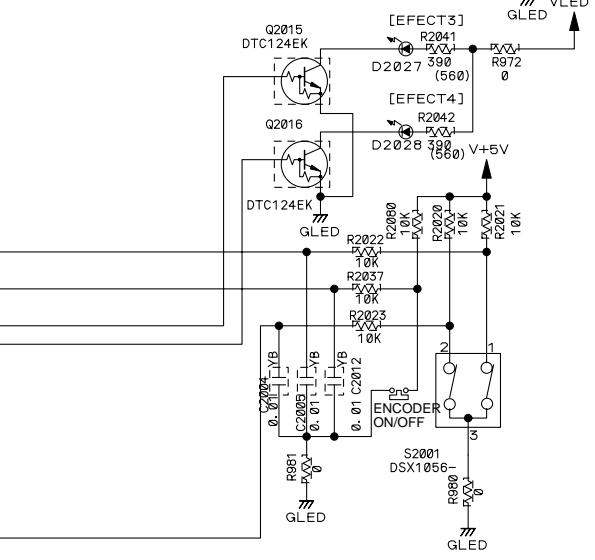 GLED
VLED
Q2015
DTC124EK
[EFECT3]
R2041
D2027
390
(560)
R972
0
[EFECT4]
R2042
Q2016
D2028
390
(560)
V+5V
DTC124EK
GLED
R2080
10K
R2020
10K
R2021
10K
R2022
10K
R2037
10K
R2023
10K
2
1
C2004
YB
0.01
C2005
YB
0.01
C2012
YB
0.01
ENCODER
ON/OFF
3
S2001
DSX1056-
R981
0
R980
0
GLED
GLED